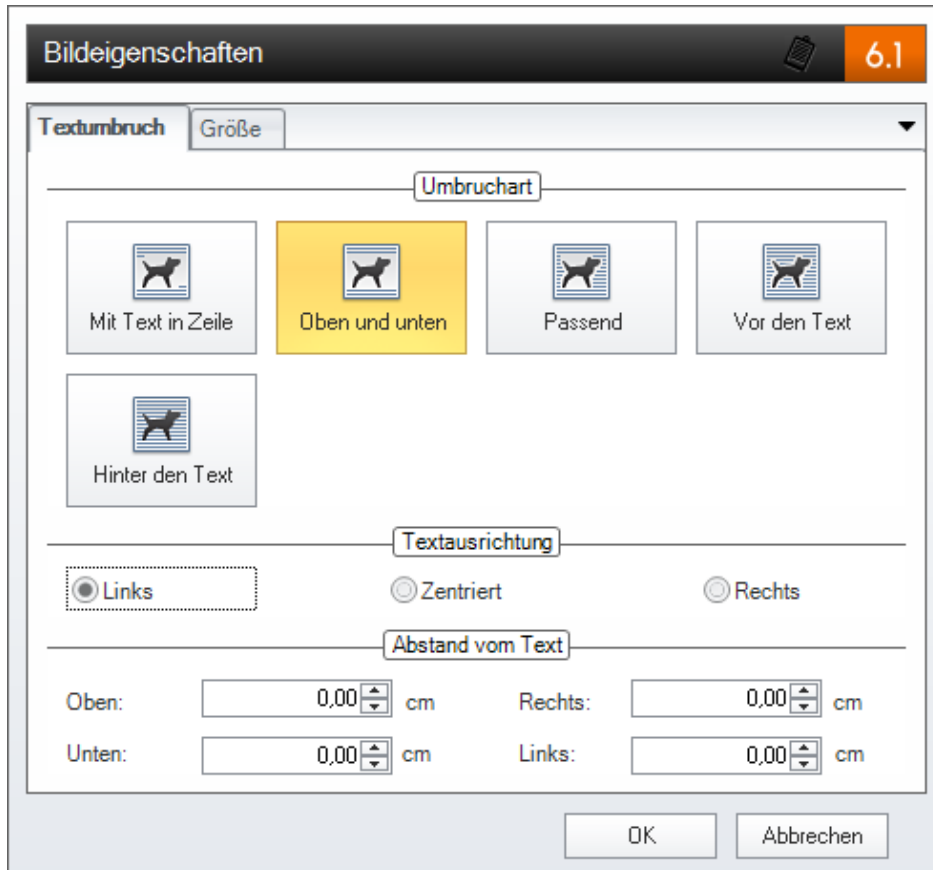 Bildeigenschaften 6.1
Textumbruch Größe
Umbruchart
Mit Text in Zeile Oben und unten Passend Vor den Text
Hinter den Text
Textausrichtung
Links Zentriert Rechts
Abstand vom Text
Oben: 0,00 cm Rechts: 0,00 cm
Unten: 0,00 cm Links: 0,00 cm
OK Abbrechen